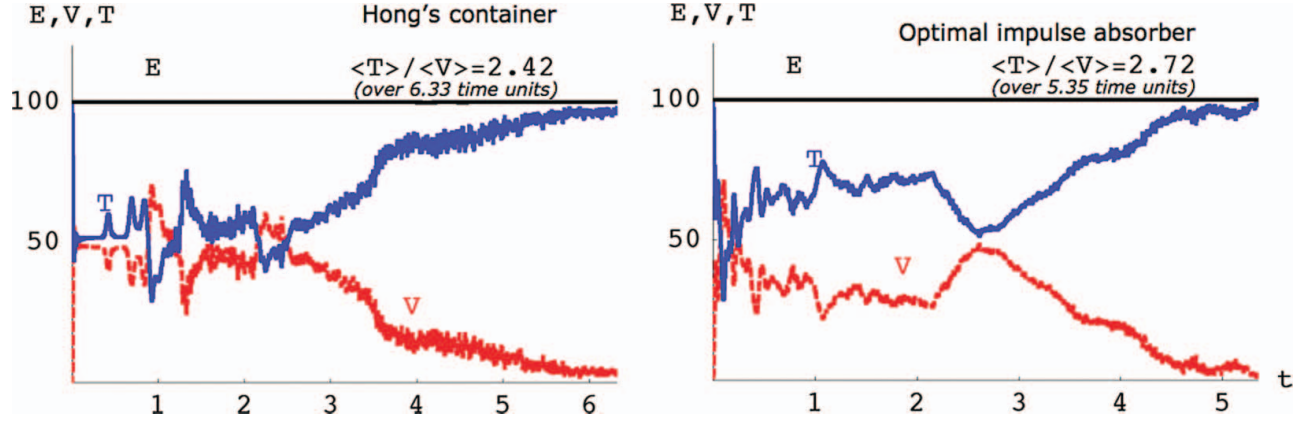 E,V,T
Hong's container
E
<T>/<V>=2.42
(over 6.33 time units)
100
T
50
V
1 2 3 4 5 6
E,V,T
Optimal impulse absorber
E
<T>/<V>=2.72
(over 5.35 time units)
100
T
50
V
t
1 2 3 4 5